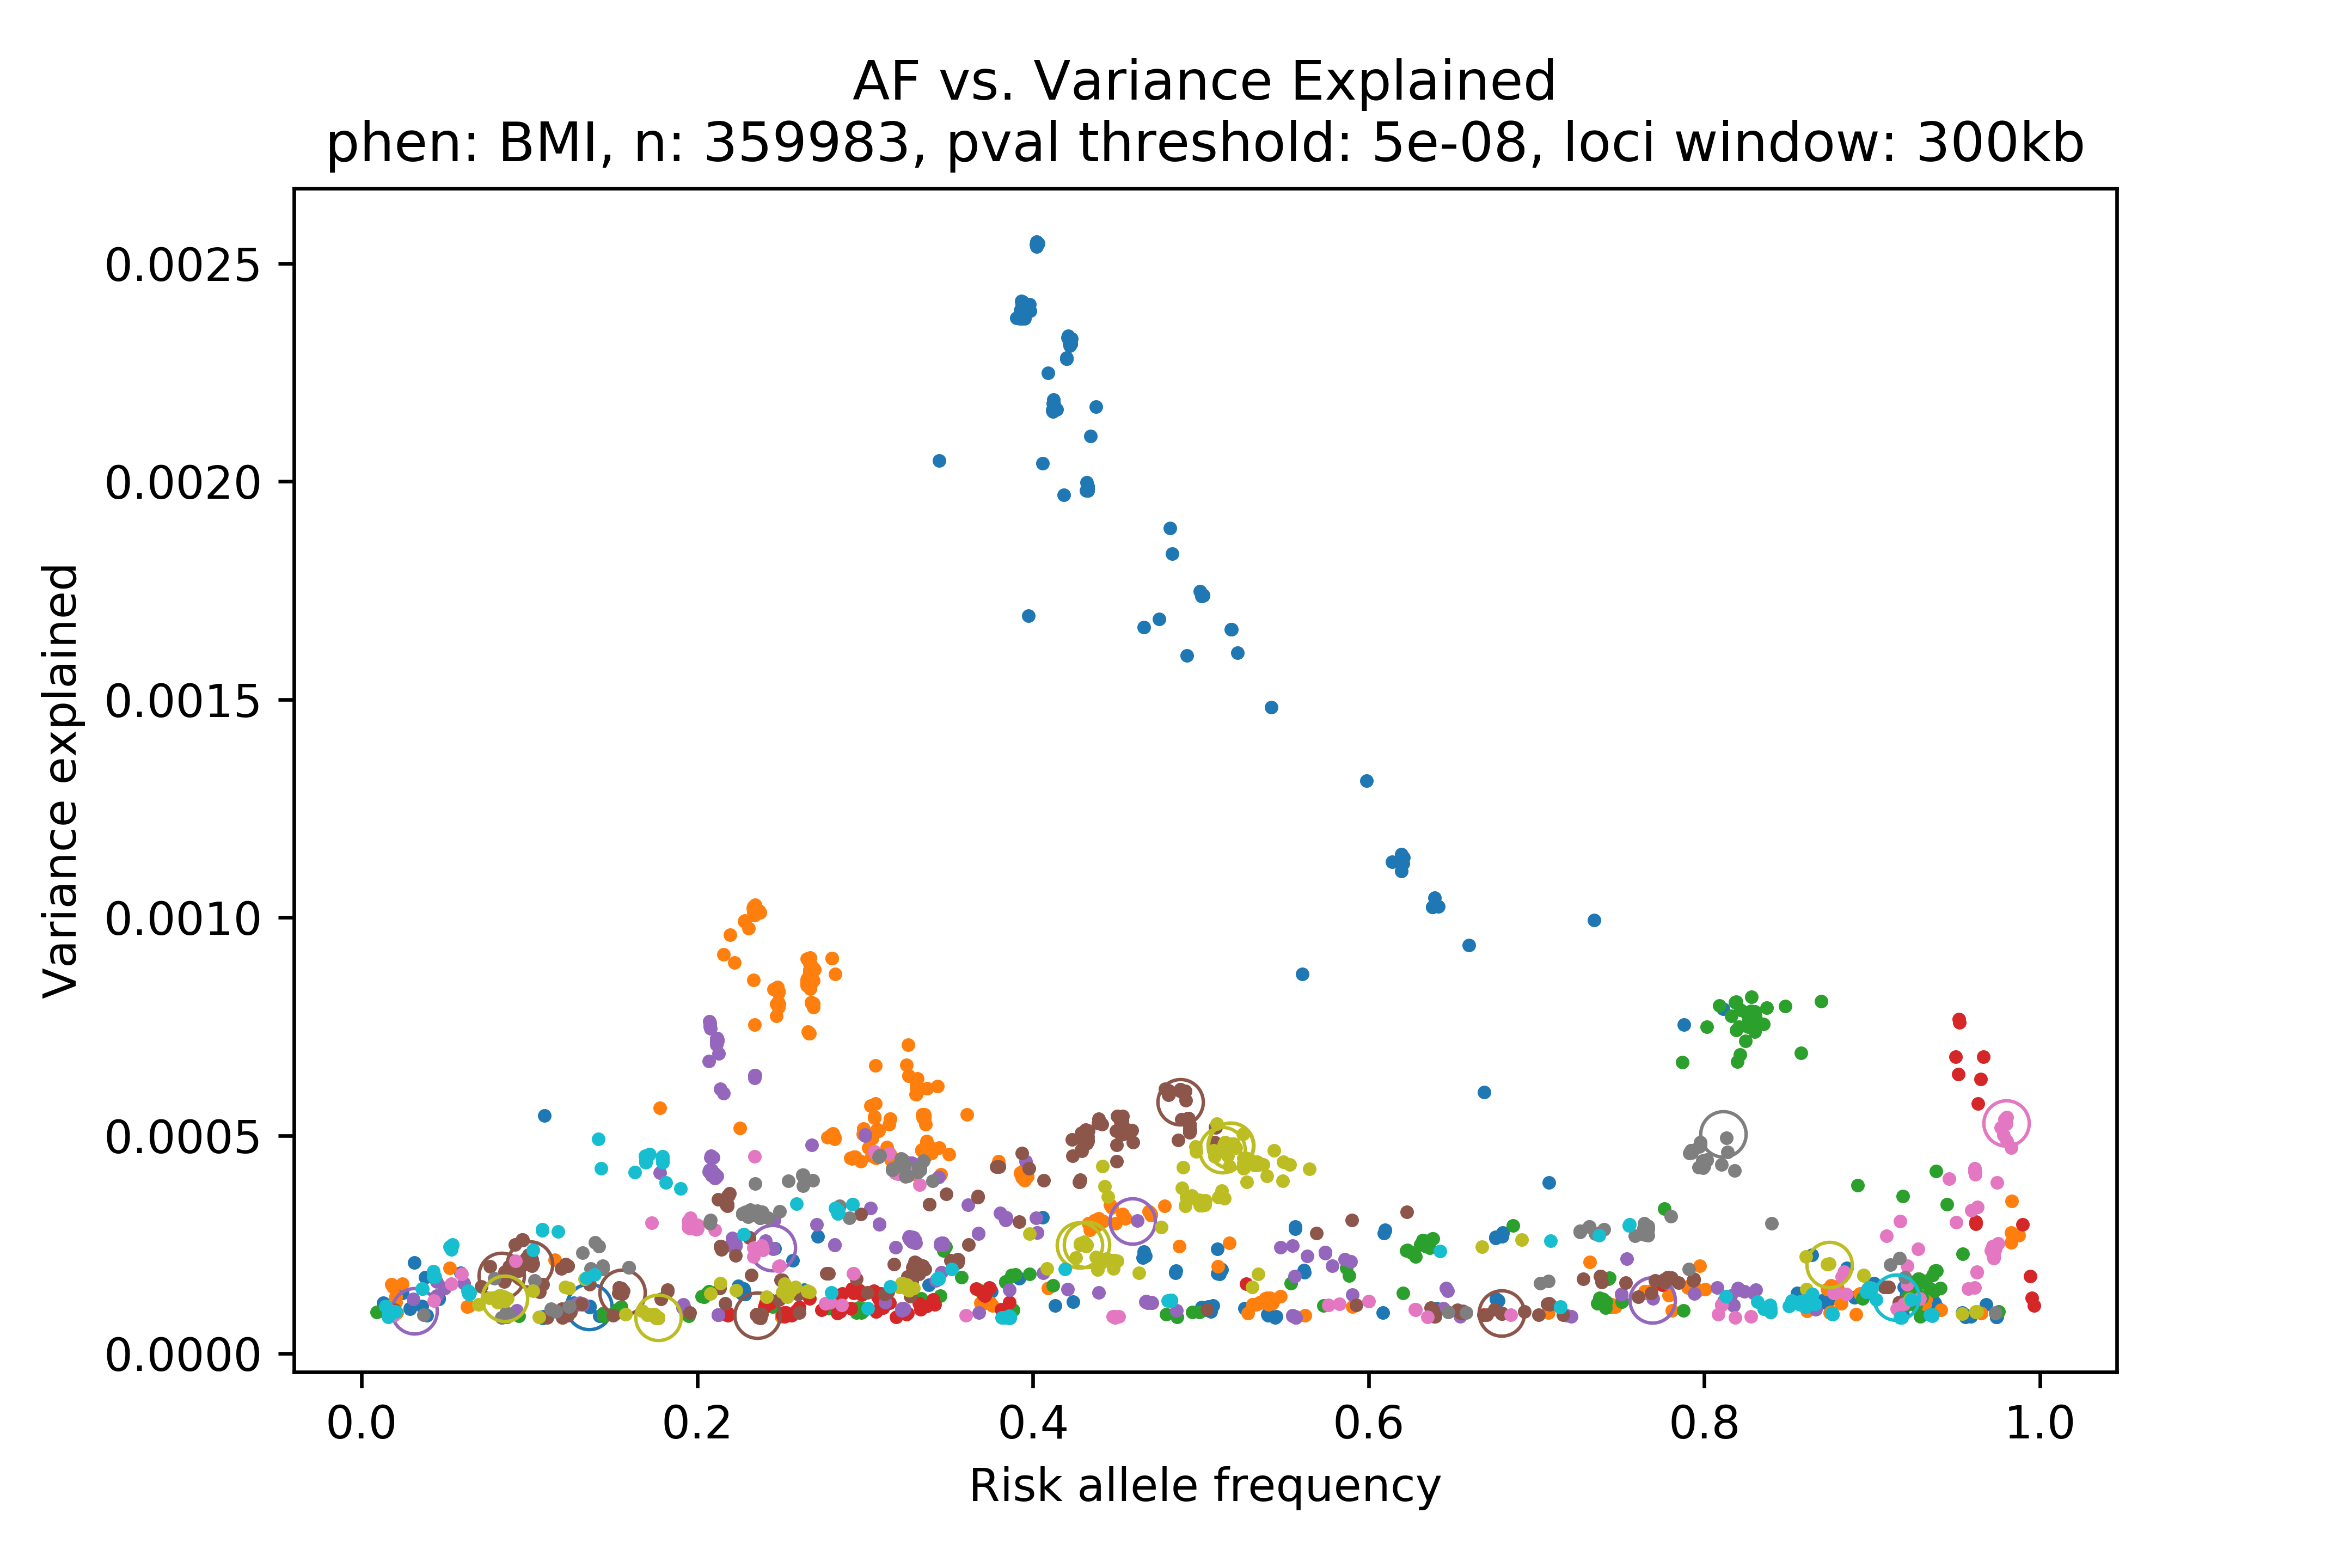 AF vs. Variance Explained
phen: BMI, n: 359983, pval threshold: 5e-08, loci window: 300kb
Variance explained
0.0025
0.0020
0.0015
0.0010
0.0005
0.0000
0.0 0.2 0.4 0.6 0.8 1.0
Risk allele frequency